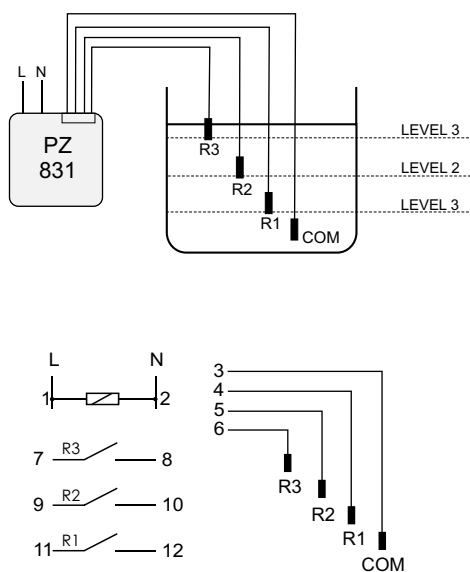 L N
PZ
831
LEVEL 3
R3
LEVEL 2
R2
LEVEL 3
R1
COM
L N
1 2
7 R3 8
9 R2 10
11 R1 12
3
4
5
6
R3
R2
R1
COM